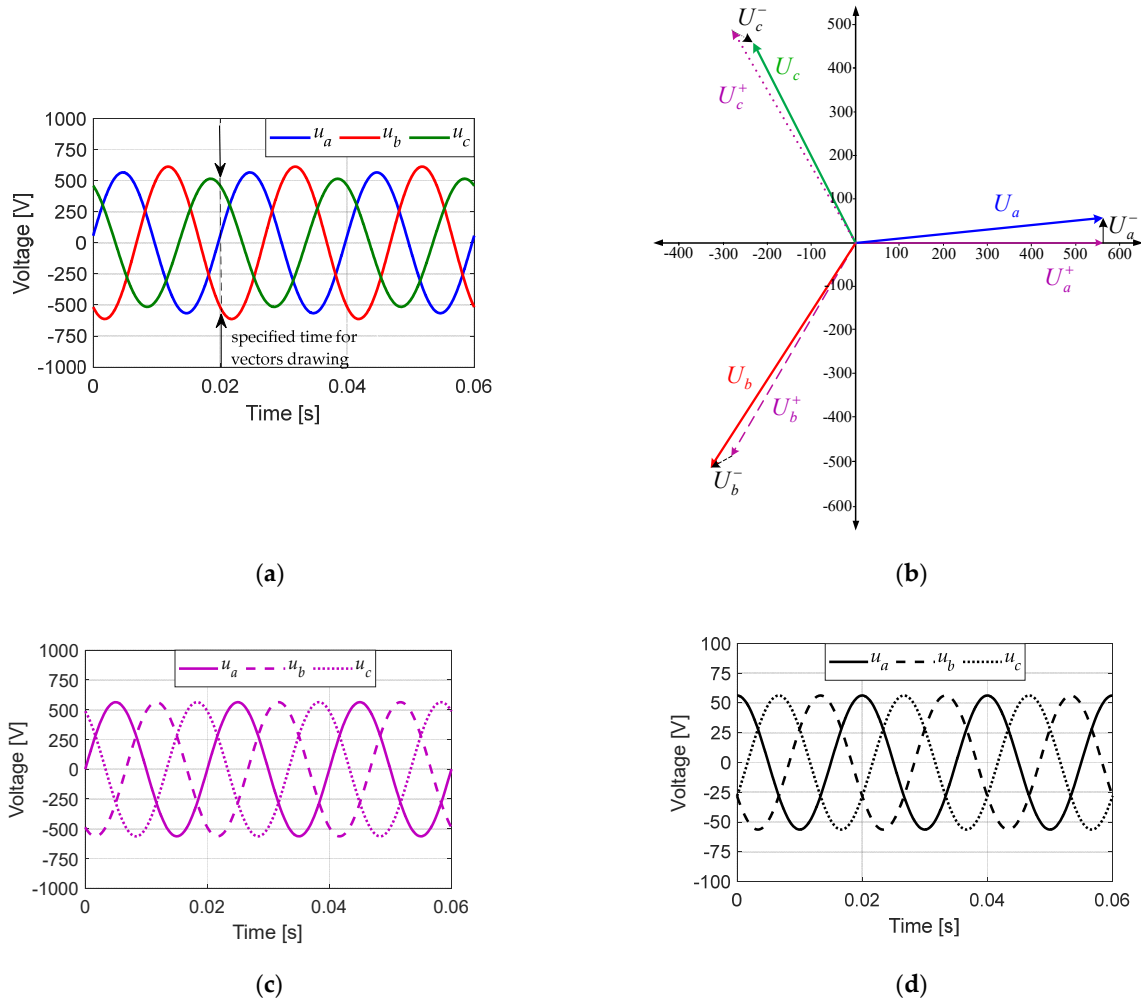 1000
750
500
250
0
-250
-500
-750
-1000
Voltage [V]
u_a u_b u_c
specified time for
vectors drawing
0 0.02 0.04 0.06
Time [s]
(a)
500
400
300
200
100
-400 -300 -200 -100 0 100 200 300 400 500 600
-100
-200
-300
-400
-500
-600
U_c^-
U_c
U_c^+
U_a
U_a^-
U_a^+
U_b
U_b^+
U_b^-
(b)
1000
750
500
250
0
-250
-500
-750
-1000
Voltage [V]
u_a u_b u_c
0 0.02 0.04 0.06
Time [s]
(c)
100
75
50
25
0
-25
-50
-75
-100
Voltage [V]
u_a u_b u_c
0 0.02 0.04 0.06
Time [s]
(d)